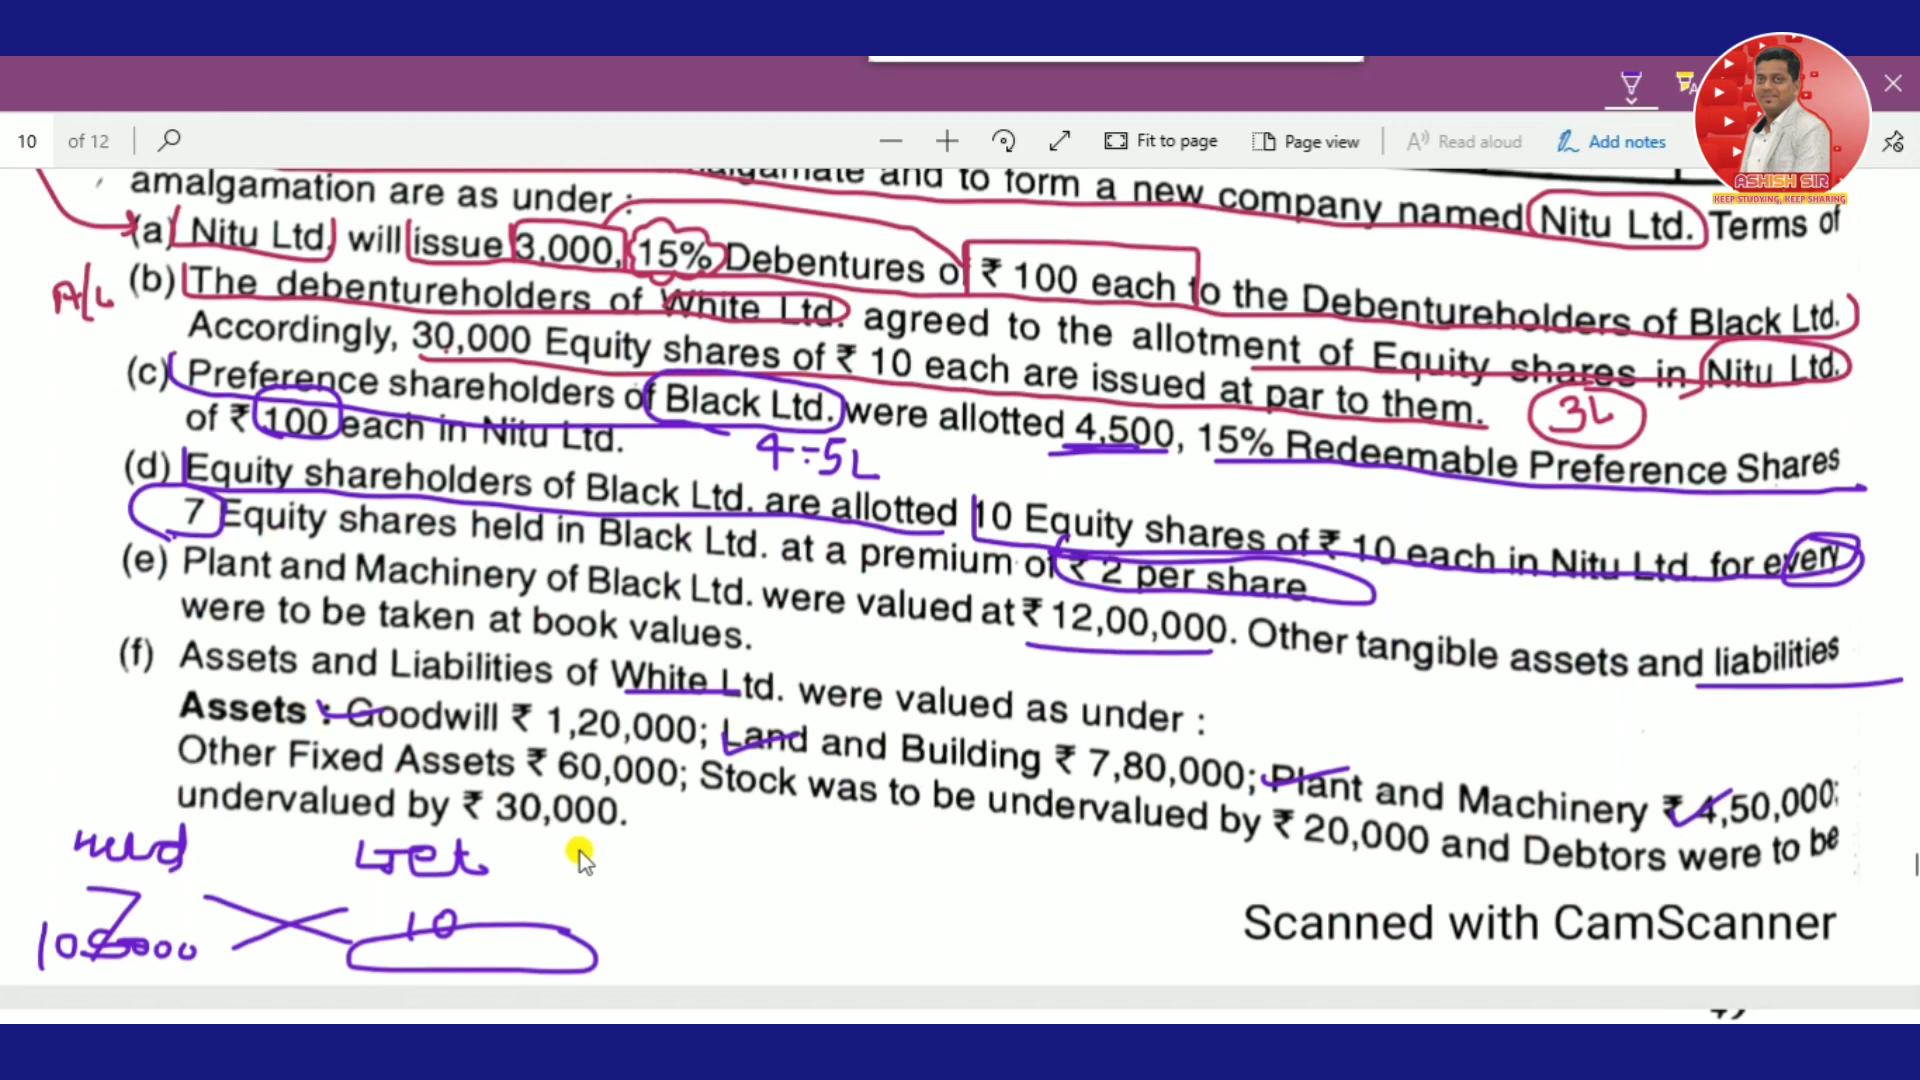 10 of 12
Fit to page
Page view
Read aloud
Add notes
ASHISH SIR
KEEP STUDYING, KEEP SHARING
and to form a new company named Nitu Ltd. Terms of
amalgamation are as under :
(a) Nitu Ltd. will issue 3,000, 15% Debentures of ₹ 100 each to the Debentureholders of Black Ltd.
A/L
(b) The debentureholders of White Ltd. agreed to the allotment of Equity shares in Nitu Ltd.
Accordingly, 30,000 Equity shares of ₹ 10 each are issued at par to them.
3L
(c) Preference shareholders of Black Ltd. were allotted 4,500, 15% Redeemable Preference Shares
of ₹ 100 each in Nitu Ltd.
(d) Equity shareholders of Black Ltd. are allotted 10 Equity shares of ₹ 10 each in Nitu Ltd. for every
7 Equity shares held in Black Ltd. at a premium of ₹ 2 per share.
(e) Plant and Machinery of Black Ltd. were valued at ₹ 12,00,000. Other tangible assets and liabilities
were to be taken at book values.
(f) Assets and Liabilities of White Ltd. were valued as under :
Assets : Goodwill ₹ 1,20,000; Land and Building ₹ 7,80,000; Plant and Machinery ₹ 4,50,000;
Other Fixed Assets ₹ 60,000; Stock was to be undervalued by ₹ 20,000 and Debtors were to be
undervalued by ₹ 30,000.
Held Get
7 10
Scanned with CamScanner